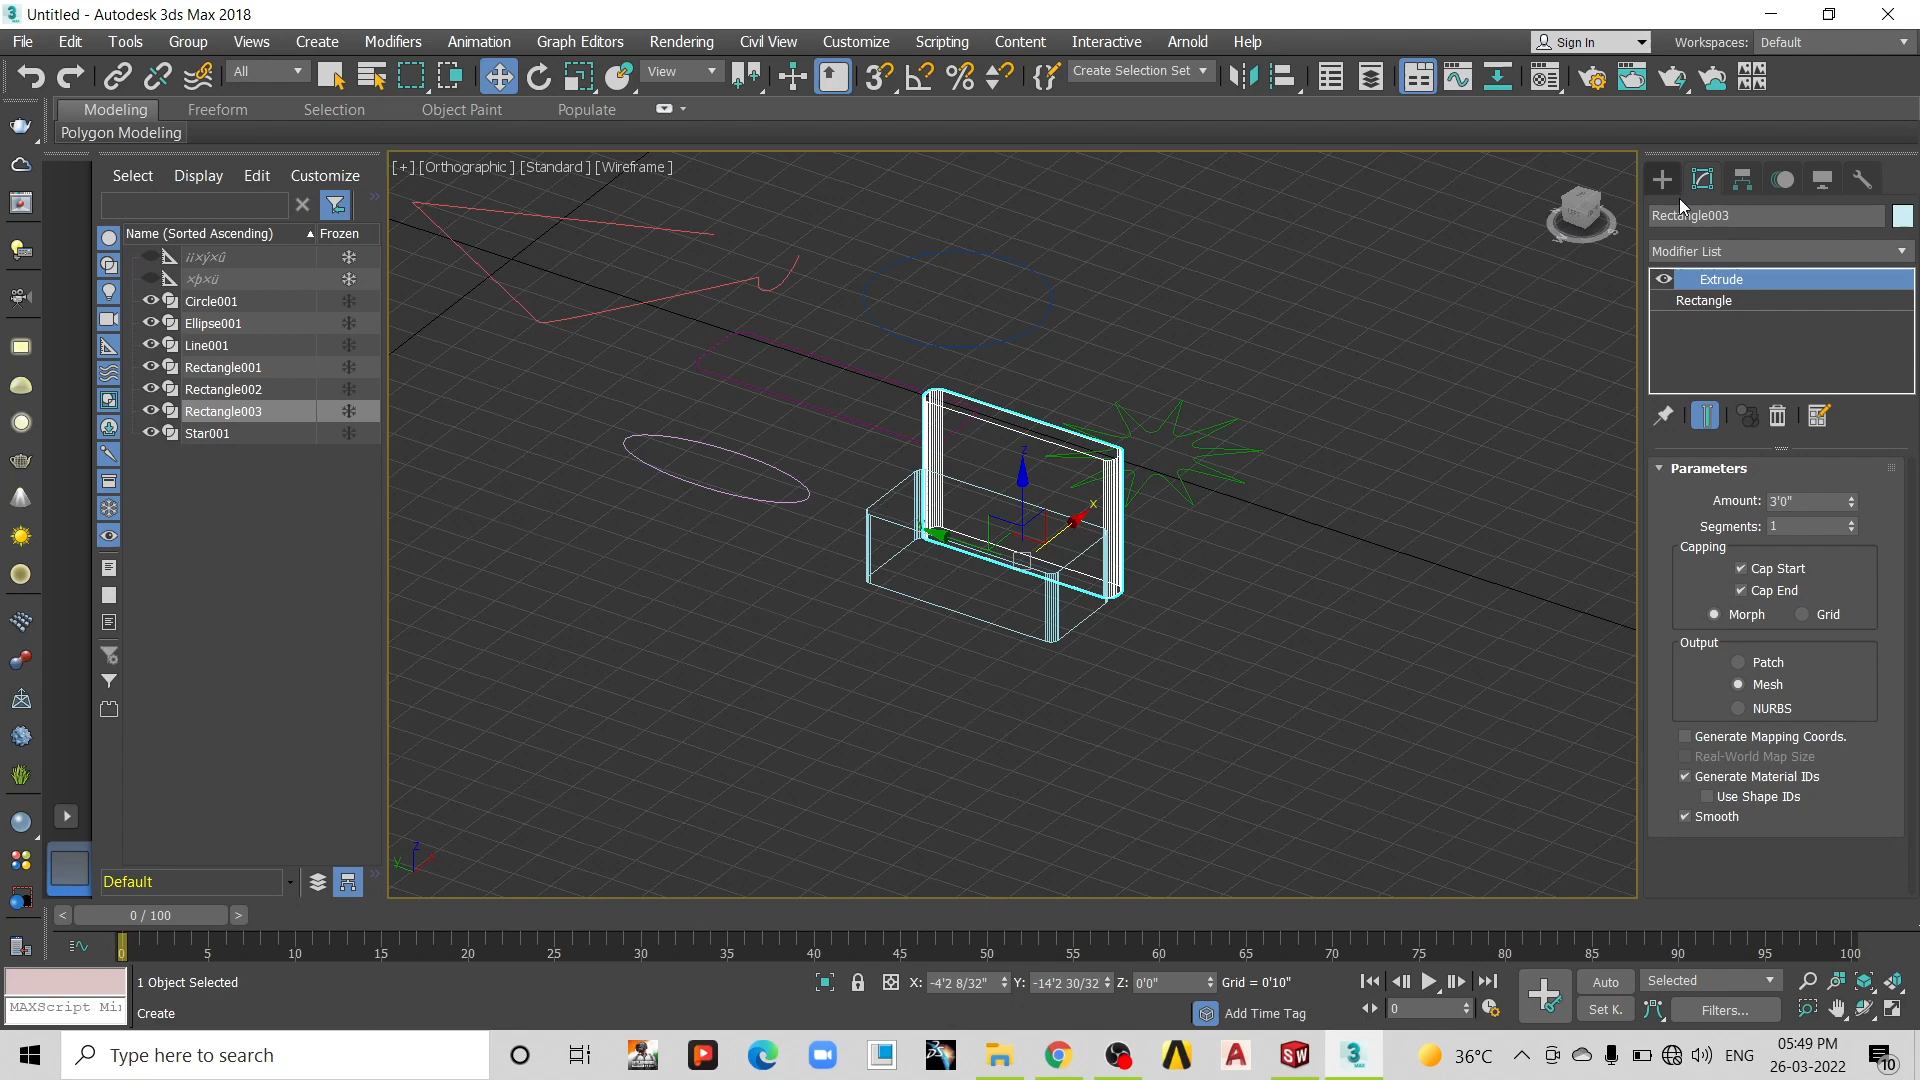 Untitled - Autodesk 3ds Max 2018
File Edit Tools Group Views Create Modifiers Animation Graph Editors Rendering Civil View Customize Scripting Content Interactive Arnold Help
Sign In Workspaces: Default
All View Create Selection Set
Modeling Freeform Selection Object Paint Populate
Polygon Modeling
Select Display Edit Customize
[+] [Orthographic ] [Standard ] [Wireframe ]
Rectangle003
Name (Sorted Ascending) Frozen
Modifier List
¡¡×ý×û
×þ×ü
Extrude
Circle001
Rectangle
Ellipse001
Line001
Rectangle001
Rectangle002
Rectangle003
Star001
Parameters
Amount: 3'0"
Segments: 1
Capping
Cap Start
Cap End
Morph Grid
Output
Patch
Mesh
NURBS
Generate Mapping Coords.
Real-World Map Size
Generate Material IDs
Use Shape IDs
Smooth
Default
0 / 100
0 5 10 15 20 25 30 35 40 45 50 55 60 65 70 75 80 85 90 95 100
1 Object Selected X: -4'2 8/32" Y: -14'2 30/32 Z: 0'0" Grid = 0'10" Auto Selected
MAXScript Mi
Create Add Time Tag 0 Set K. Filters...
Type here to search
36°C ENG 05:49 PM
26-03-2022
10